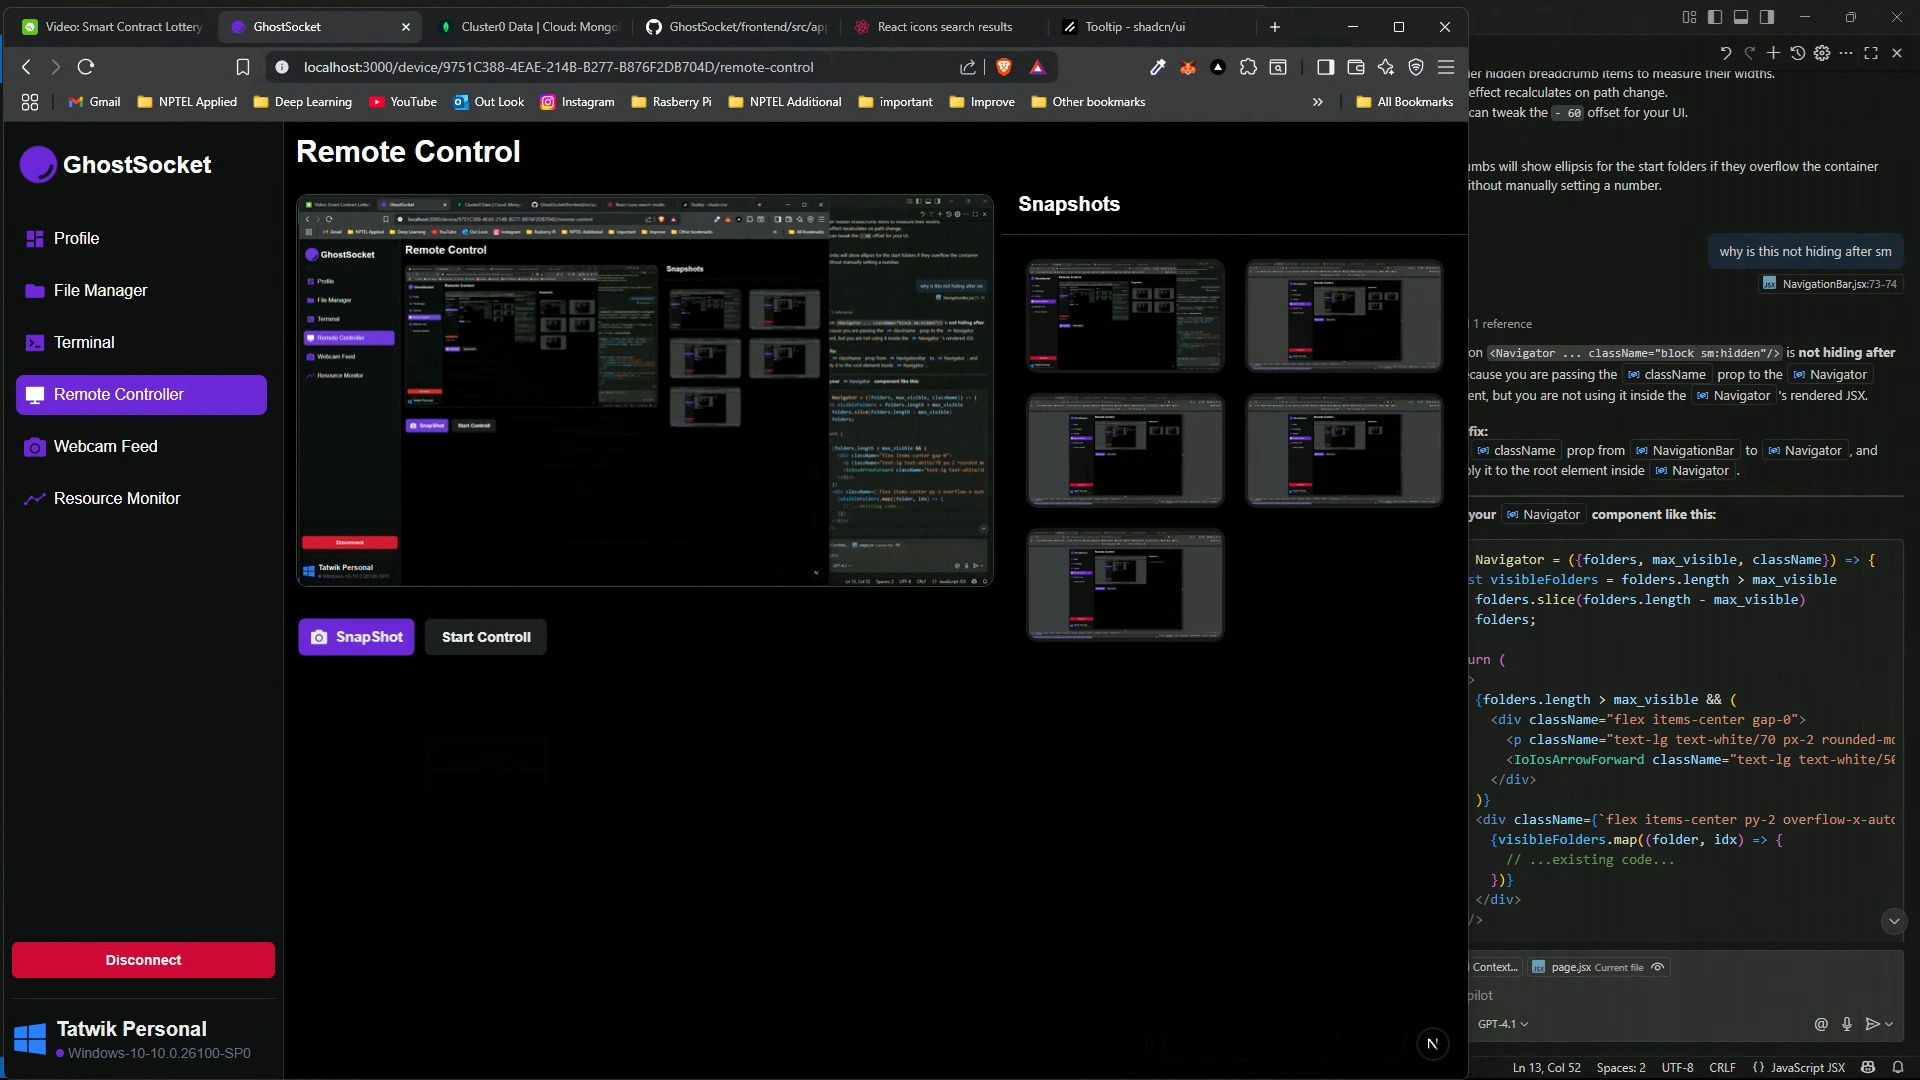 Video: Smart Contract Lottery
GhostSocket
Cluster0 Data | Cloud: Mongo
GhostSocket/frontend/src/app
React icons search results
Tooltip - shadcn/ui
localhost:3000/device/9751C388-4EAE-214B-B277-B876F2DB704D/remote-control
Gmail
NPTEL Applied
Deep Learning
YouTube
Out Look
Instagram
Rasberry Pi
NPTEL Additional
important
Improve
Other bookmarks
All Bookmarks
GhostSocket
Profile
File Manager
Terminal
Remote Controller
Webcam Feed
Resource Monitor
Disconnect
Tatwik Personal
Windows-10-10.0.26100-SP0
Remote Control
SnapShot
Start Controll
Snapshots
N
er hidden breadcrumb items to measure their widths.
effect recalculates on path change.
can tweak the - 60 offset for your UI.
umbs will show ellipsis for the start folders if they overflow the container
ithout manually setting a number.
why is this not hiding after sm
NavigationBar.jsx:73-74
1 reference
on <Navigator ... className="block sm:hidden"/> is not hiding after
cause you are passing the className prop to the Navigator
ent, but you are not using it inside the Navigator 's rendered JSX.
fix:
className prop from NavigationBar to Navigator , and
ly it to the root element inside Navigator .
your Navigator component like this:
Navigator = ({folders, max_visible, className}) => {
st visibleFolders = folders.length > max_visible
folders.slice(folders.length - max_visible)
folders;
urn (
>
{folders.length > max_visible && (
<div className="flex items-center gap-0">
<p className="text-lg text-white/70 px-2 rounded-m
<IoIosArrowForward className="text-lg text-white/5
</div>
)}
<div className={`flex items-center py-2 overflow-x-auto
{visibleFolders.map((folder, idx) => {
// ...existing code...
})}
</div>
/>
Context...
page.jsx Current file
pilot
GPT-4.1
Ln 13, Col 52
Spaces: 2
UTF-8
CRLF
{} JavaScript JSX